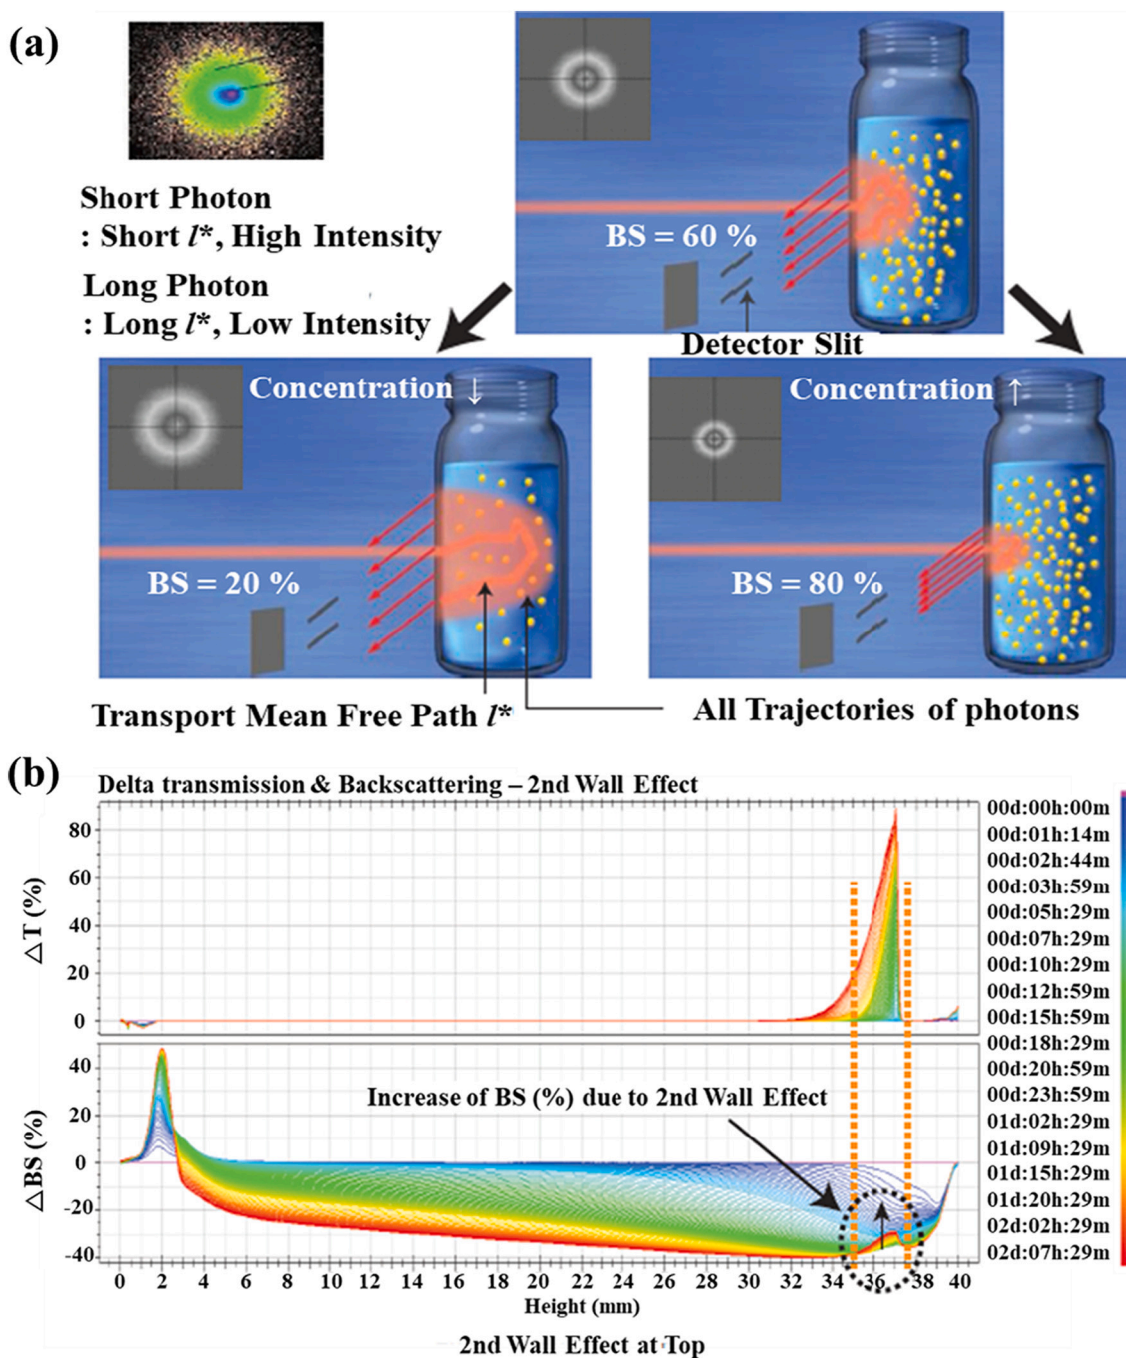 (a)
Short Photon
: Short l*, High Intensity
Long Photon
: Long l*, Low Intensity
BS = 60 %
Detector Slit
Concentration ↓
BS = 20 %
Concentration ↑
BS = 80 %
Transport Mean Free Path l*
All Trajectories of photons
(b)
Delta transmission & Backscattering – 2nd Wall Effect
△T (%)
80
60
40
20
0
△BS (%)
40
20
0
-20
-40
Increase of BS (%) due to 2nd Wall Effect
0 2 4 6 8 10 12 14 16 18 20 22 24 26 28 30 32 34 36 38 40
Height (mm)
2nd Wall Effect at Top
00d:00h:00m
00d:01h:14m
00d:02h:44m
00d:03h:59m
00d:05h:29m
00d:07h:29m
00d:10h:29m
00d:12h:59m
00d:15h:59m
00d:18h:29m
00d:20h:59m
00d:23h:59m
01d:02h:29m
01d:09h:29m
01d:15h:29m
01d:20h:29m
02d:02h:29m
02d:07h:29m